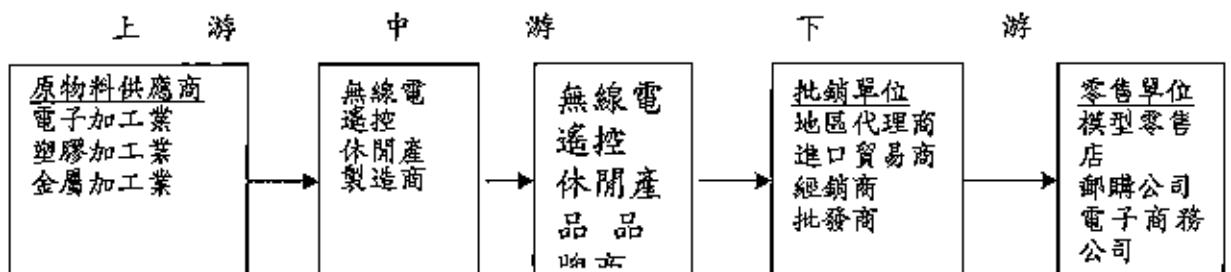 上 游 中 游 下 游
原物料供應商
電子加工業
塑膠加工業
金屬加工業
無線電
遙控
休閒產
製造商
無線電
遙控
休閒產
品 品
批銷單位
地區代理商
進口貿易商
經銷商
批發商
零售單位
模型零售
店
郵購公司
電子商務
公司